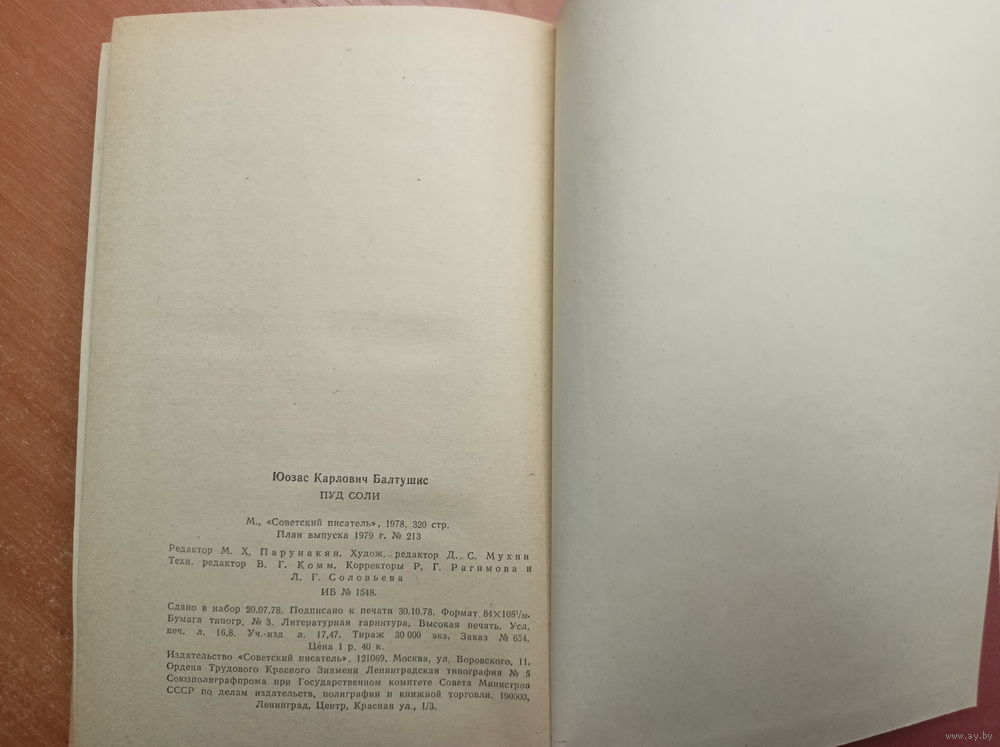 Юозас Карлович Балтушис
ПУД СОЛИ
М., «Советский писатель», 1978, 320 стр.
План выпуска 1979 г. № 213
Редактор М. Х. Парунакян. Худож. редактор Д. С. Мухин
Техн. редактор В. Г. Комм. Корректоры Р. Г. Рагимова и
Л. Г. Соловьева
ИБ № 1548.
Сдано в набор 20.07.78. Подписано к печати 30.10.78. Формат 84×108¹/₃₂.
Бумага типогр. № 3. Литературная гарнитура. Высокая печать. Усл.
печ. л. 16,8. Уч.-изд л. 17,47. Тираж 30 000 экз. Заказ № 654.
Цена 1 р. 40 к.
Издательство «Советский писатель», 121069, Москва, ул. Воровского, 11.
Ордена Трудового Красного Знамени Ленинградская типография № 5
Союзполиграфпрома при Государственном комитете Совета Министров
СССР по делам издательств, полиграфии и книжной торговли. 190000,
Ленинград, Центр, Красная ул., 1/3.
www.ay.by